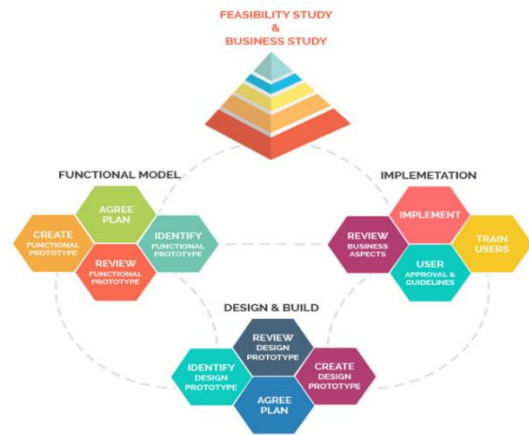 FEASIBILITY STUDY
&
BUSINESS STUDY
FUNCTIONAL MODEL
AGREE
PLAN
CREATE
FUNCTIONAL
PROTOTYPE
IDENTIFY
FUNCTIONAL
PROTOTYPE
REVIEW
FUNCTIONAL
PROTOTYPE
IMPLEMETATION
IMPLEMENT
REVIEW
BUSINESS
ASPECTS
TRAIN
USERS
USER
APPROVAL &
GUIDELINES
DESIGN & BUILD
REVIEW
DESIGN
PROTOTYPE
IDENTIFY
DESIGN
PROTOTYPE
CREATE
DESIGN
PROTOTYPE
AGREE
PLAN